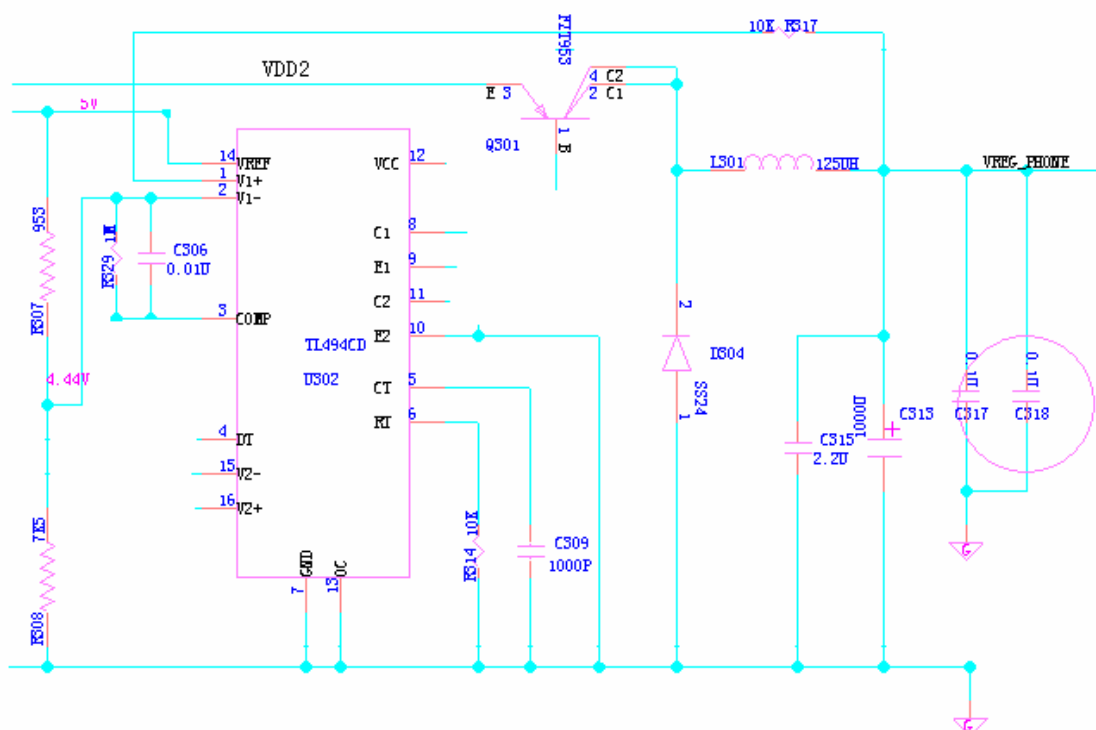 10K R317
FZT953
VDD2
4 C2
E 3
2 C1
5V
1 B
Q301
14 VREF
VCC 12
1 V1+
L301 125UH
VREG_PHONE
2 V1-
953
1M
C306
0.01U
R329
C1 8
E1 9
C2 11
R307
3 COMP
E2 10
TL494CD
U302
2
D304
SS24
1
4.44V
CT 5
RT 6
0.1U
0.1U
C313
C317
C318
4 DT
C315
2.2U
15 V2-
16 V2+
7K5
10K
R314
C309
1000P
GND
OC
7
13
R308
G
G